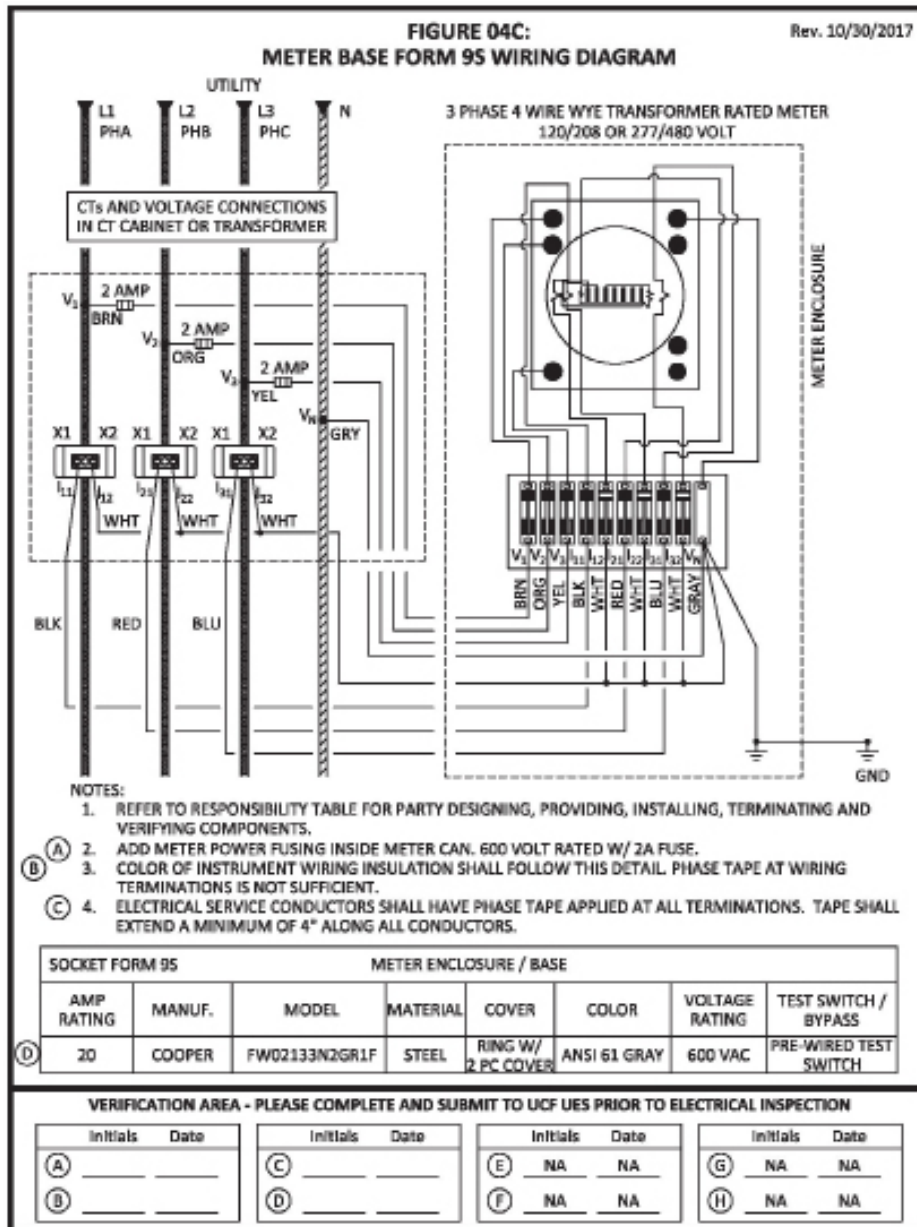 FIGURE 04C:
Rev. 10/30/2017
METER BASE FORM 9S WIRING DIAGRAM
UTILITY
L1
PHA
L2
PHB
L3
PHC
N
3 PHASE 4 WIRE WYE TRANSFORMER RATED METER
120/208 OR 277/480 VOLT
CTs AND VOLTAGE CONNECTIONS
IN CT CABINET OR TRANSFORMER
METER ENCLOSURE
V1
2 AMP
BRN
V2
2 AMP
ORG
V3
2 AMP
YEL
VN
GRY
X1 X2 X1 X2 X1 X2
I11 I12 I21 I22 I31 I32
WHT WHT WHT
V1 V2 V3 I11 I12 I21 I22 I31 I32 VN
BRN ORG YEL BLK WHT RED WHT BLU WHT GRAY
BLK RED BLU
GND
NOTES:
1. REFER TO RESPONSIBILITY TABLE FOR PARTY DESIGNING, PROVIDING, INSTALLING, TERMINATING AND
VERIFYING COMPONENTS.
A 2. ADD METER POWER FUSING INSIDE METER CAN. 600 VOLT RATED W/ 2A FUSE.
B 3. COLOR OF INSTRUMENT WIRING INSULATION SHALL FOLLOW THIS DETAIL. PHASE TAPE AT WIRING
TERMINATIONS IS NOT SUFFICIENT.
C 4. ELECTRICAL SERVICE CONDUCTORS SHALL HAVE PHASE TAPE APPLIED AT ALL TERMINATIONS. TAPE SHALL
EXTEND A MINIMUM OF 4" ALONG ALL CONDUCTORS.
SOCKET FORM 9S METER ENCLOSURE / BASE
AMP RATING MANUF. MODEL MATERIAL COVER COLOR VOLTAGE RATING TEST SWITCH / BYPASS
D 20 COOPER FW02133N2GR1F STEEL RING W/ 2 PC COVER ANSI 61 GRAY 600 VAC PRE-WIRED TEST SWITCH
VERIFICATION AREA - PLEASE COMPLETE AND SUBMIT TO UCF UES PRIOR TO ELECTRICAL INSPECTION
Initials Date Initials Date Initials Date Initials Date
A C E NA NA G NA NA
B D F NA NA H NA NA